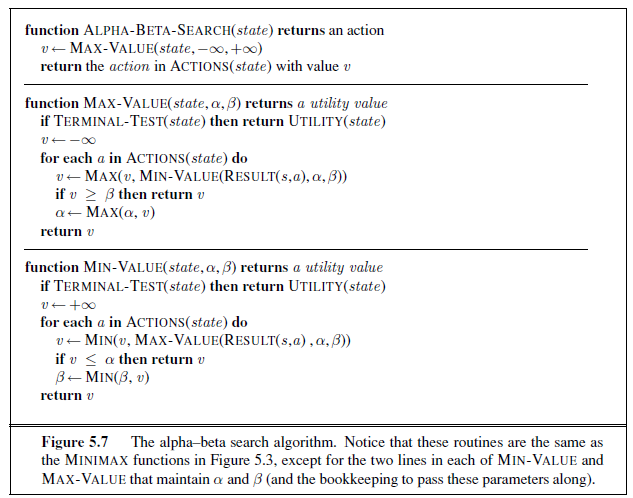 function ALPHA-BETA-SEARCH(state) returns an action
v ← MAX-VALUE(state, −∞, +∞)
return the action in ACTIONS(state) with value v
function MAX-VALUE(state, α, β) returns a utility value
if TERMINAL-TEST(state) then return UTILITY(state)
v ← −∞
for each a in ACTIONS(state) do
v ← MAX(v, MIN-VALUE(RESULT(s,a), α, β))
if v ≥ β then return v
α ← MAX(α, v)
return v
function MIN-VALUE(state, α, β) returns a utility value
if TERMINAL-TEST(state) then return UTILITY(state)
v ← +∞
for each a in ACTIONS(state) do
v ← MIN(v, MAX-VALUE(RESULT(s,a) , α, β))
if v ≤ α then return v
β ← MIN(β, v)
return v
Figure 5.7 The alpha–beta search algorithm. Notice that these routines are the same as
the MINIMAX functions in Figure 5.3, except for the two lines in each of MIN-VALUE and
MAX-VALUE that maintain α and β (and the bookkeeping to pass these parameters along).